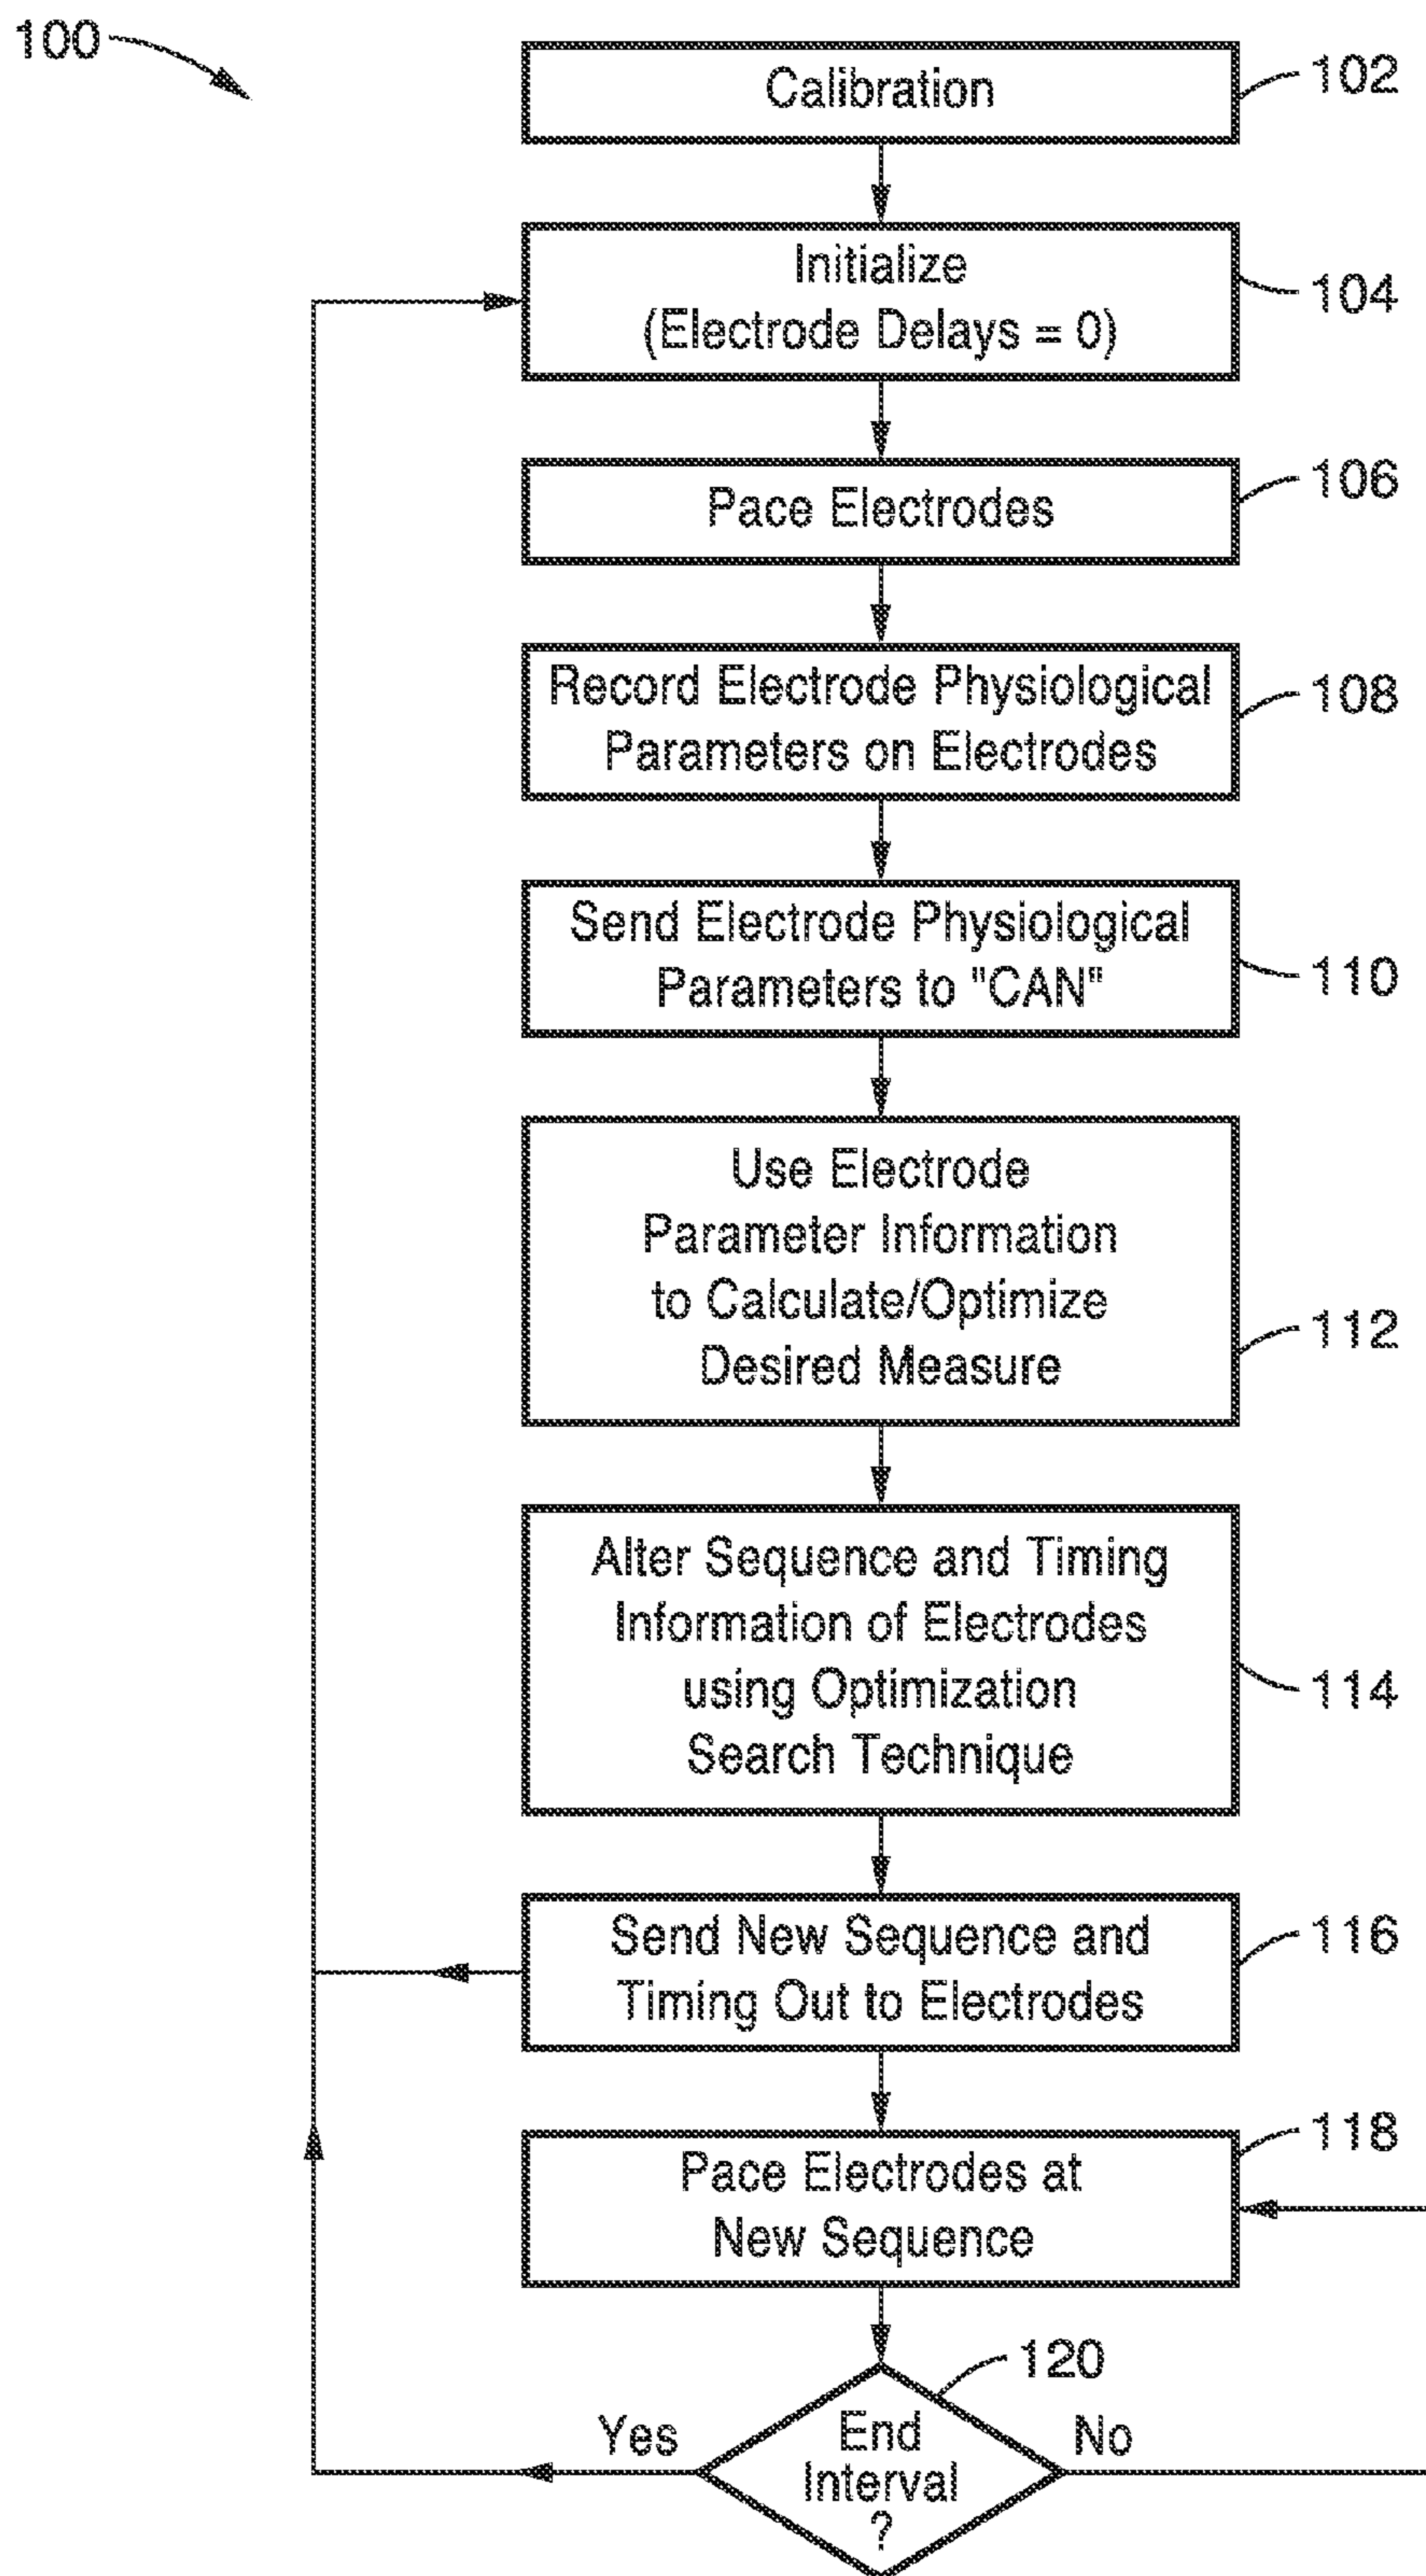 100
Calibration
102
Initialize
(Electrode Delays = 0)
104
Pace Electrodes
106
Record Electrode Physiological
Parameters on Electrodes
108
Send Electrode Physiological
Parameters to "CAN"
110
Use Electrode
Parameter Information
to Calculate/Optimize
Desired Measure
112
Alter Sequence and Timing
Information of Electrodes
using Optimization
Search Technique
114
Send New Sequence and
Timing Out to Electrodes
116
Pace Electrodes at
New Sequence
118
120
Yes
End
Interval
?
No